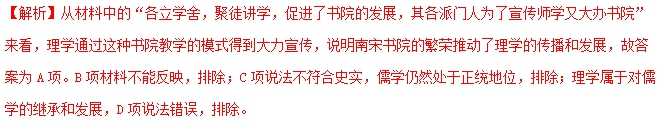 【解析】从材料中的“各立学舍，聚徒讲学，促进了书院的发展，其各派门人为了宣传师学又大办书院”
来看，理学通过这种书院教学的模式得到大力宣传，说明南宋书院的繁荣推动了理学的传播和发展，故答
案为 A 项。B 项材料不能反映，排除；C 项说法不符合史实，儒学仍然处于正统地位，排除；理学属于对儒
学的继承和发展，D 项说法错误，排除。